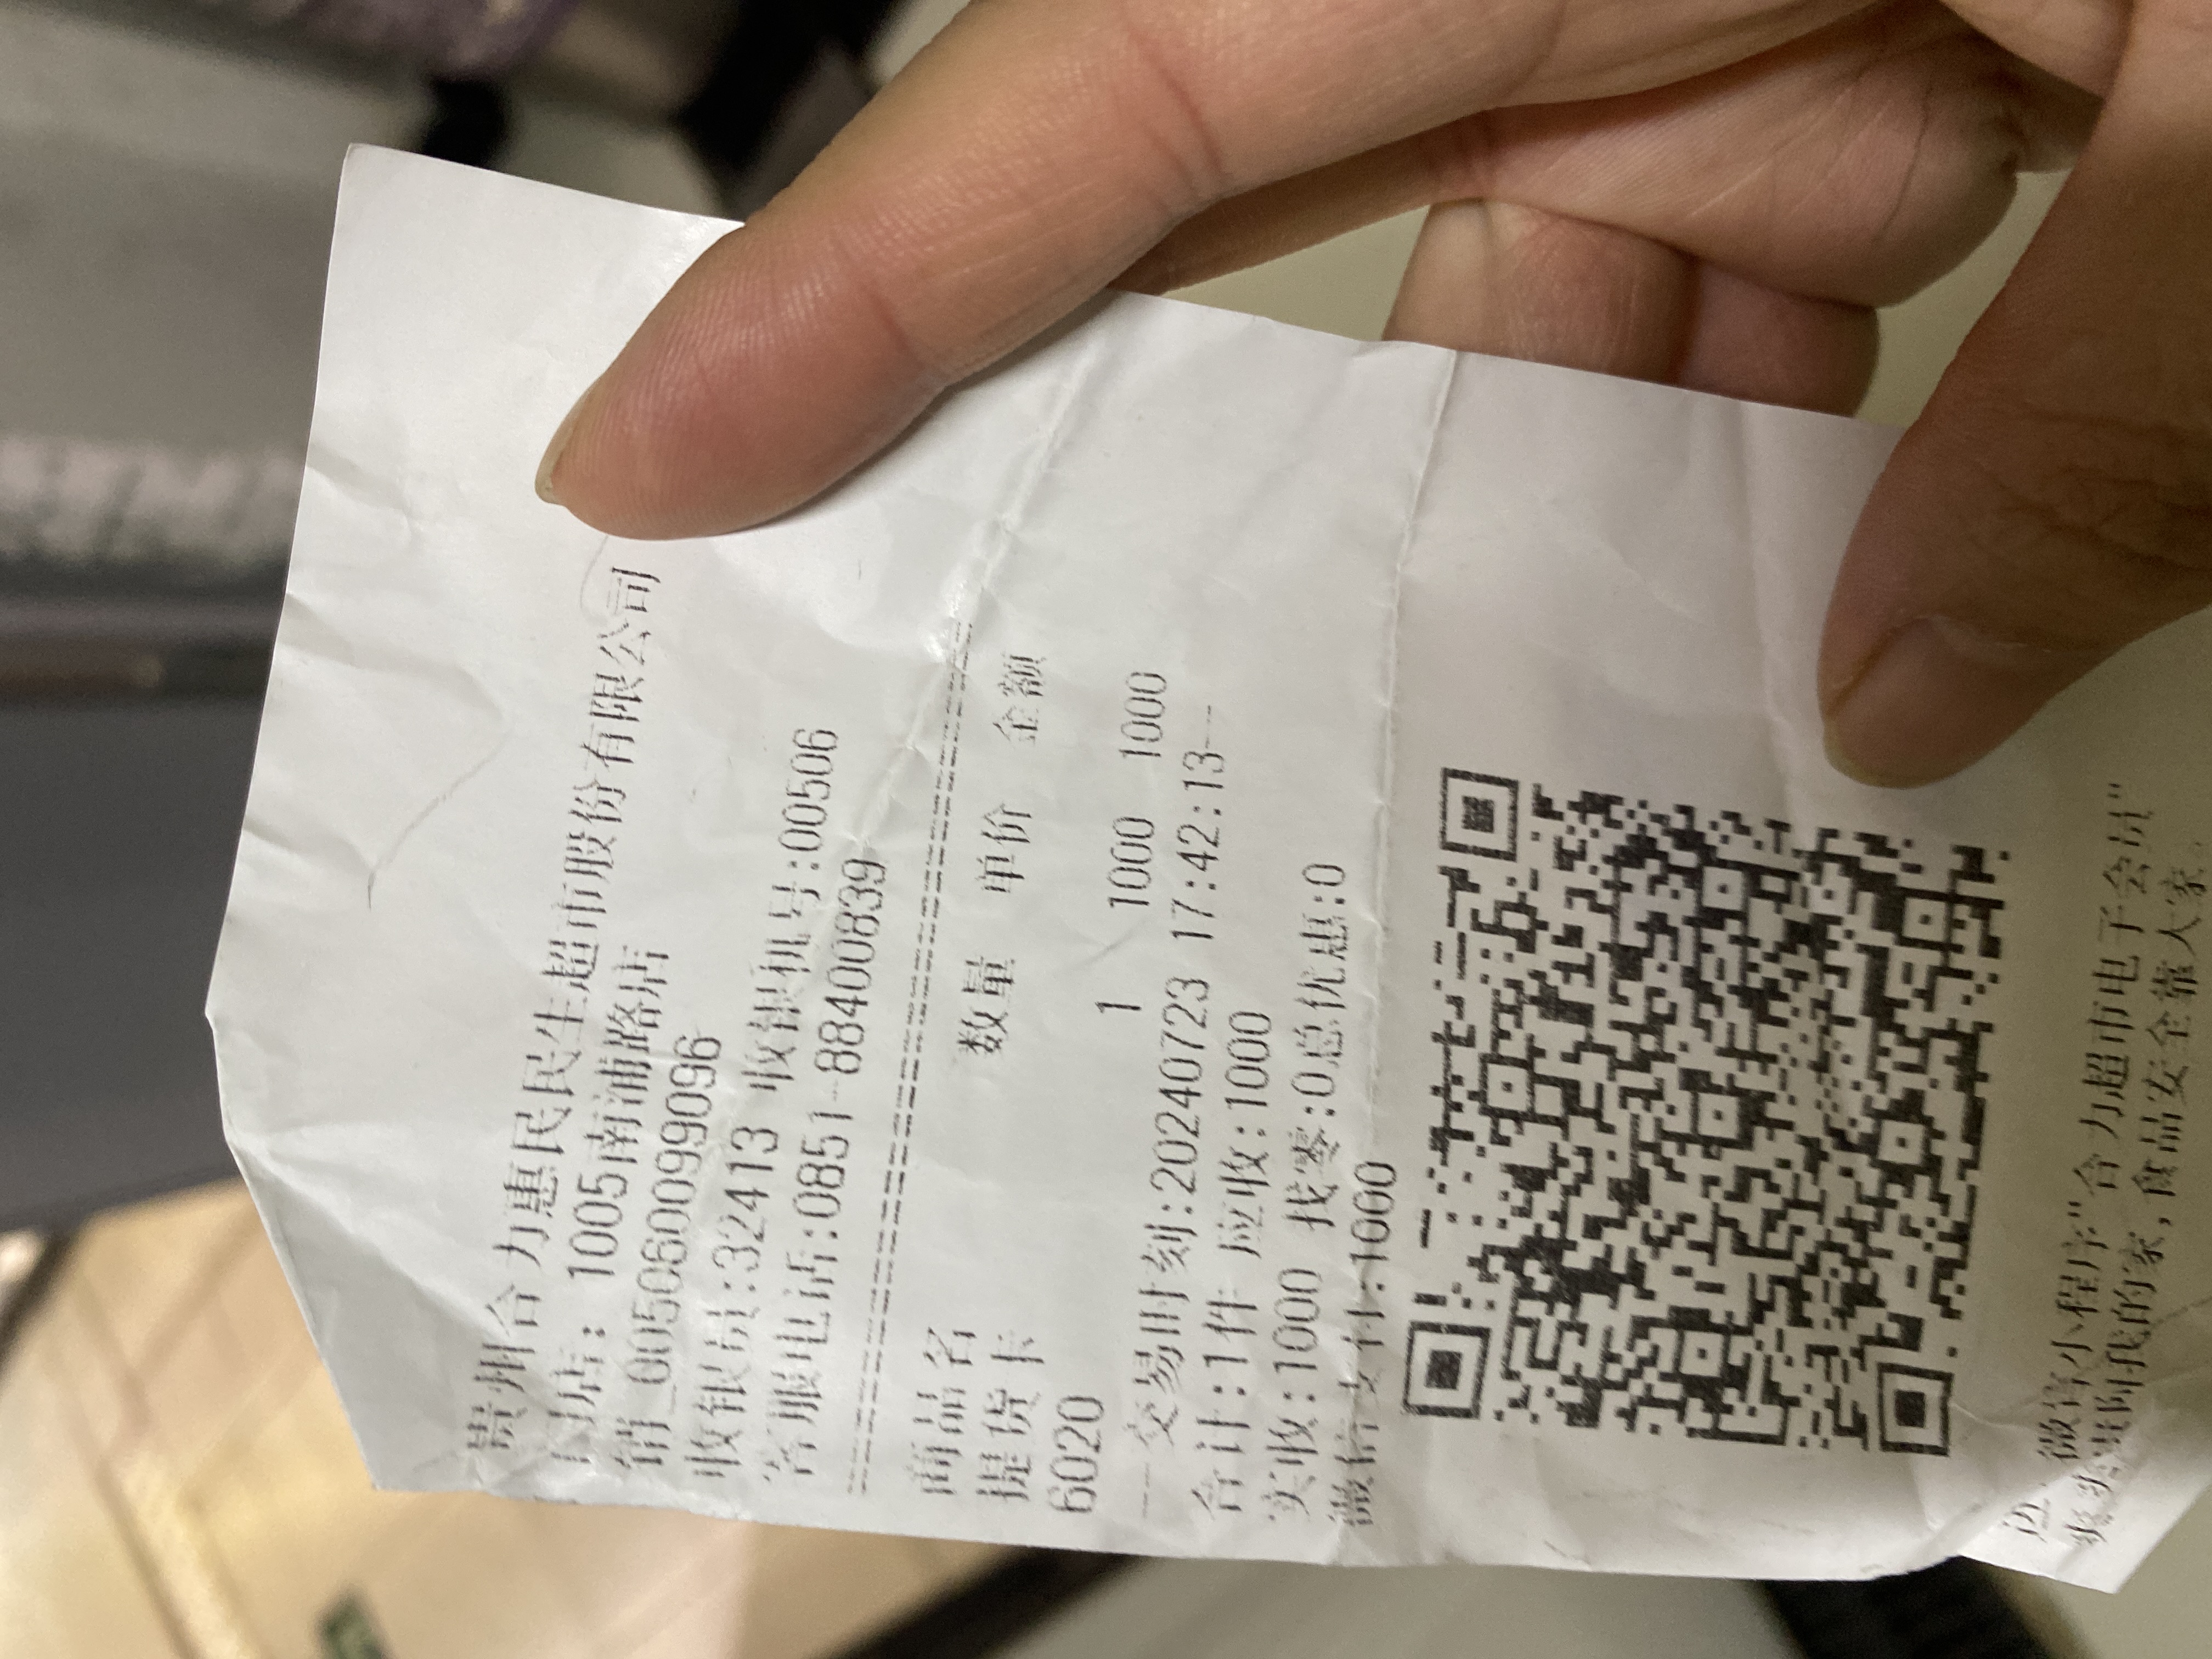 贵州合力惠民民生超市股份有限公司
门店: 1005南浦路店
销_005060099096
收银员:32413 收银机号:00506
客服电话:0851-88400839
商品名 数量 单价 金额
提货卡
6020 1 1000 1000
交易时刻:20240723 17:42:13
合计:1件 应收:1000
实收:1000 找零:0总优惠:0
微信支付:1000
微信小程序"合力超市电子会员"
我的家,食品安全靠大家。